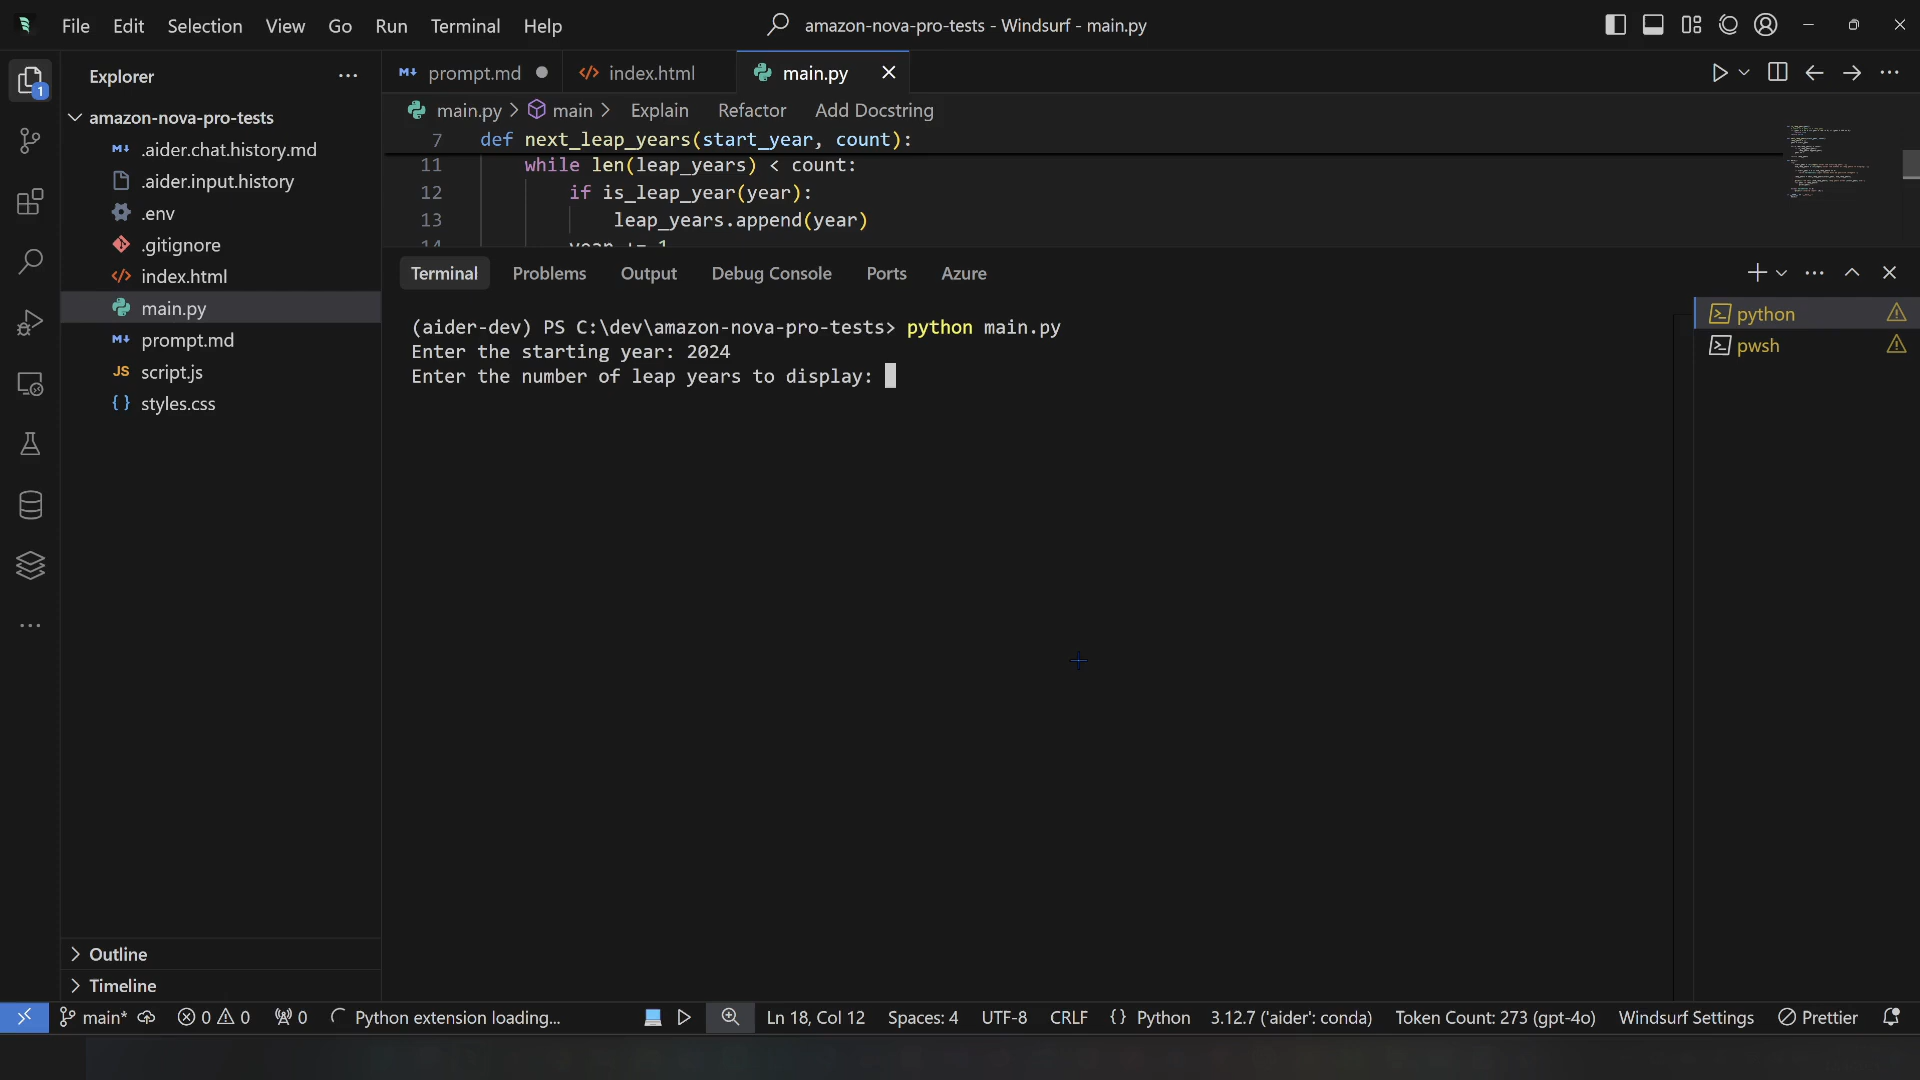 File Edit Selection View Go Run Terminal Help
amazon-nova-pro-tests - Windsurf - main.py
Explorer
1
amazon-nova-pro-tests
.aider.chat.history.md
.aider.input.history
.env
.gitignore
index.html
main.py
prompt.md
JS script.js
{ } styles.css
Outline
Timeline
prompt.md index.html main.py
main.py > main > Explain Refactor Add Docstring
7 def next_leap_years(start_year, count):
11 while len(leap_years) < count:
12 if is_leap_year(year):
13 leap_years.append(year)
14 year += 1
Terminal Problems Output Debug Console Ports Azure
(aider-dev) PS C:\dev\amazon-nova-pro-tests> python main.py
Enter the starting year: 2024
Enter the number of leap years to display:
python
pwsh
main* 0 0 0 Python extension loading... Ln 18, Col 12 Spaces: 4 UTF-8 CRLF { } Python 3.12.7 ('aider': conda) Token Count: 273 (gpt-4o) Windsurf Settings Prettier